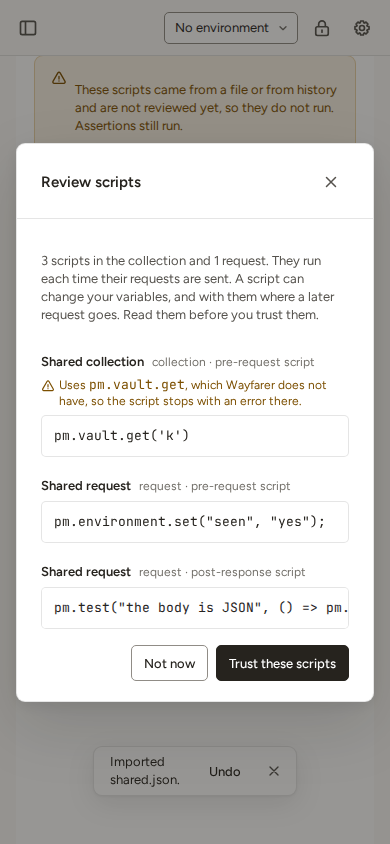 No environment
These scripts came from a file or from history
and are not reviewed yet, so they do not run.
Assertions still run.
Review scripts
3 scripts in the collection and 1 request. They run
each time their requests are sent. A script can
change your variables, and with them where a later
request goes. Read them before you trust them.
Shared collection collection · pre-request script
Uses pm.vault.get, which Wayfarer does not
have, so the script stops with an error there.
pm.vault.get('k')
Shared request request · pre-request script
pm.environment.set("seen", "yes");
Shared request request · post-response script
pm.test("the body is JSON", () => pm.
Not now
Trust these scripts
Imported
shared.json.
Undo